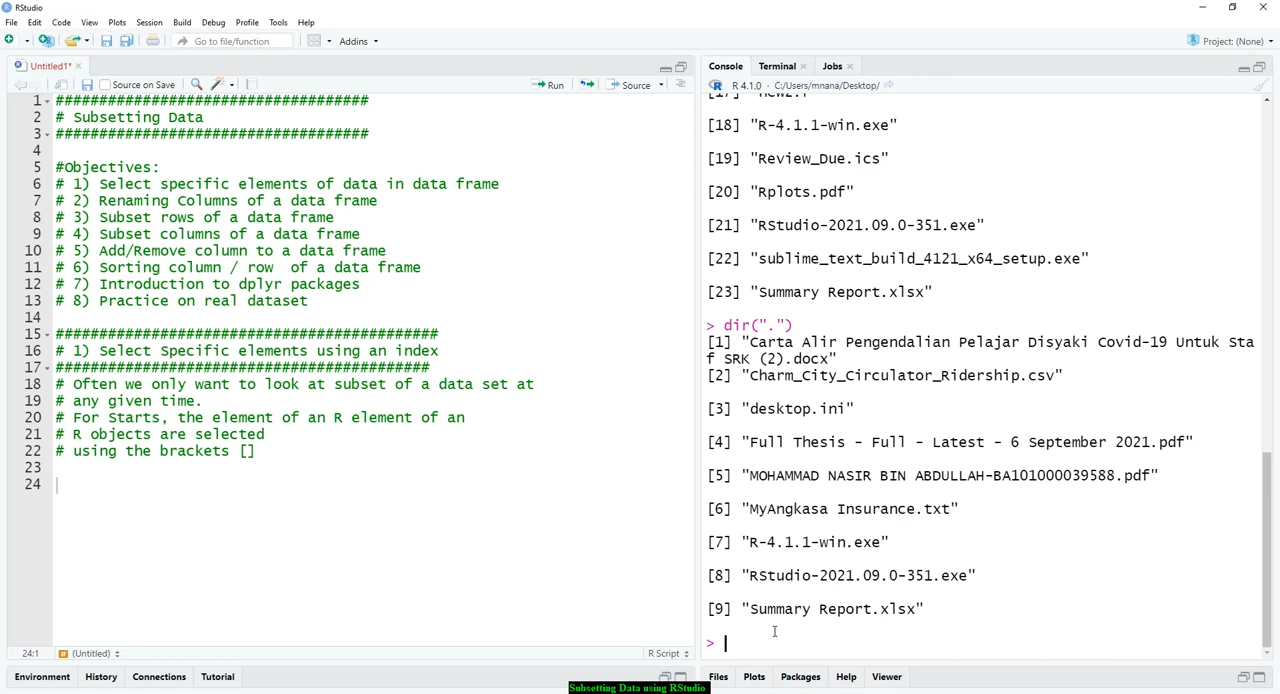 RStudio
File Edit Code View Plots Session Build Debug Profile Tools Help
Go to file/function
Addins
Project: (None)
Untitled1*
Source on Save
Run
Source
1 ####################################
2 # Subsetting Data
3 ####################################
4
5 #Objectives:
6 # 1) Select specific elements of data in data frame
7 # 2) Renaming Columns of a data frame
8 # 3) Subset rows of a data frame
9 # 4) Subset columns of a data frame
10 # 5) Add/Remove column to a data frame
11 # 6) Sorting column / row  of a data frame
12 # 7) Introduction to dplyr packages
13 # 8) Practice on real dataset
14
15 ############################################
16 # 1) Select Specific elements using an index
17 ###########################################
18 # Often we only want to look at subset of a data set at
19 # any given time.
20 # For Starts, the element of an R element of an
21 # R objects are selected
22 # using the brackets []
23
24
24:1 (Untitled) R Script
Environment History Connections Tutorial
Console Terminal Jobs
R 4.1.0 · C:/Users/mnana/Desktop/
[18] "R-4.1.1-win.exe"
[19] "Review_Due.ics"
[20] "Rplots.pdf"
[21] "RStudio-2021.09.0-351.exe"
[22] "sublime_text_build_4121_x64_setup.exe"
[23] "Summary Report.xlsx"
> dir(".")
[1] "Carta Alir Pengendalian Pelajar Disyaki Covid-19 Untuk Sta
f SRK (2).docx"
[2] "Charm_City_Circulator_Ridership.csv"
[3] "desktop.ini"
[4] "Full Thesis - Full - Latest - 6 September 2021.pdf"
[5] "MOHAMMAD NASIR BIN ABDULLAH-BA101000039588.pdf"
[6] "MyAngkasa Insurance.txt"
[7] "R-4.1.1-win.exe"
[8] "RStudio-2021.09.0-351.exe"
[9] "Summary Report.xlsx"
>
Files Plots Packages Help Viewer
Subsetting Data using RStudio